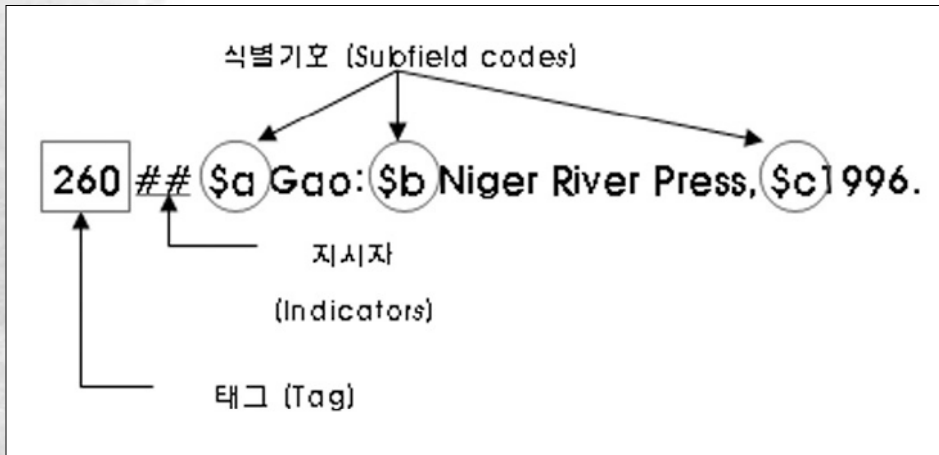 식별기호 (Subfield codes)
260 ## $a Gao: $b Niger River Press, $c1996.
지시자
(Indicators)
태그 (Tag)